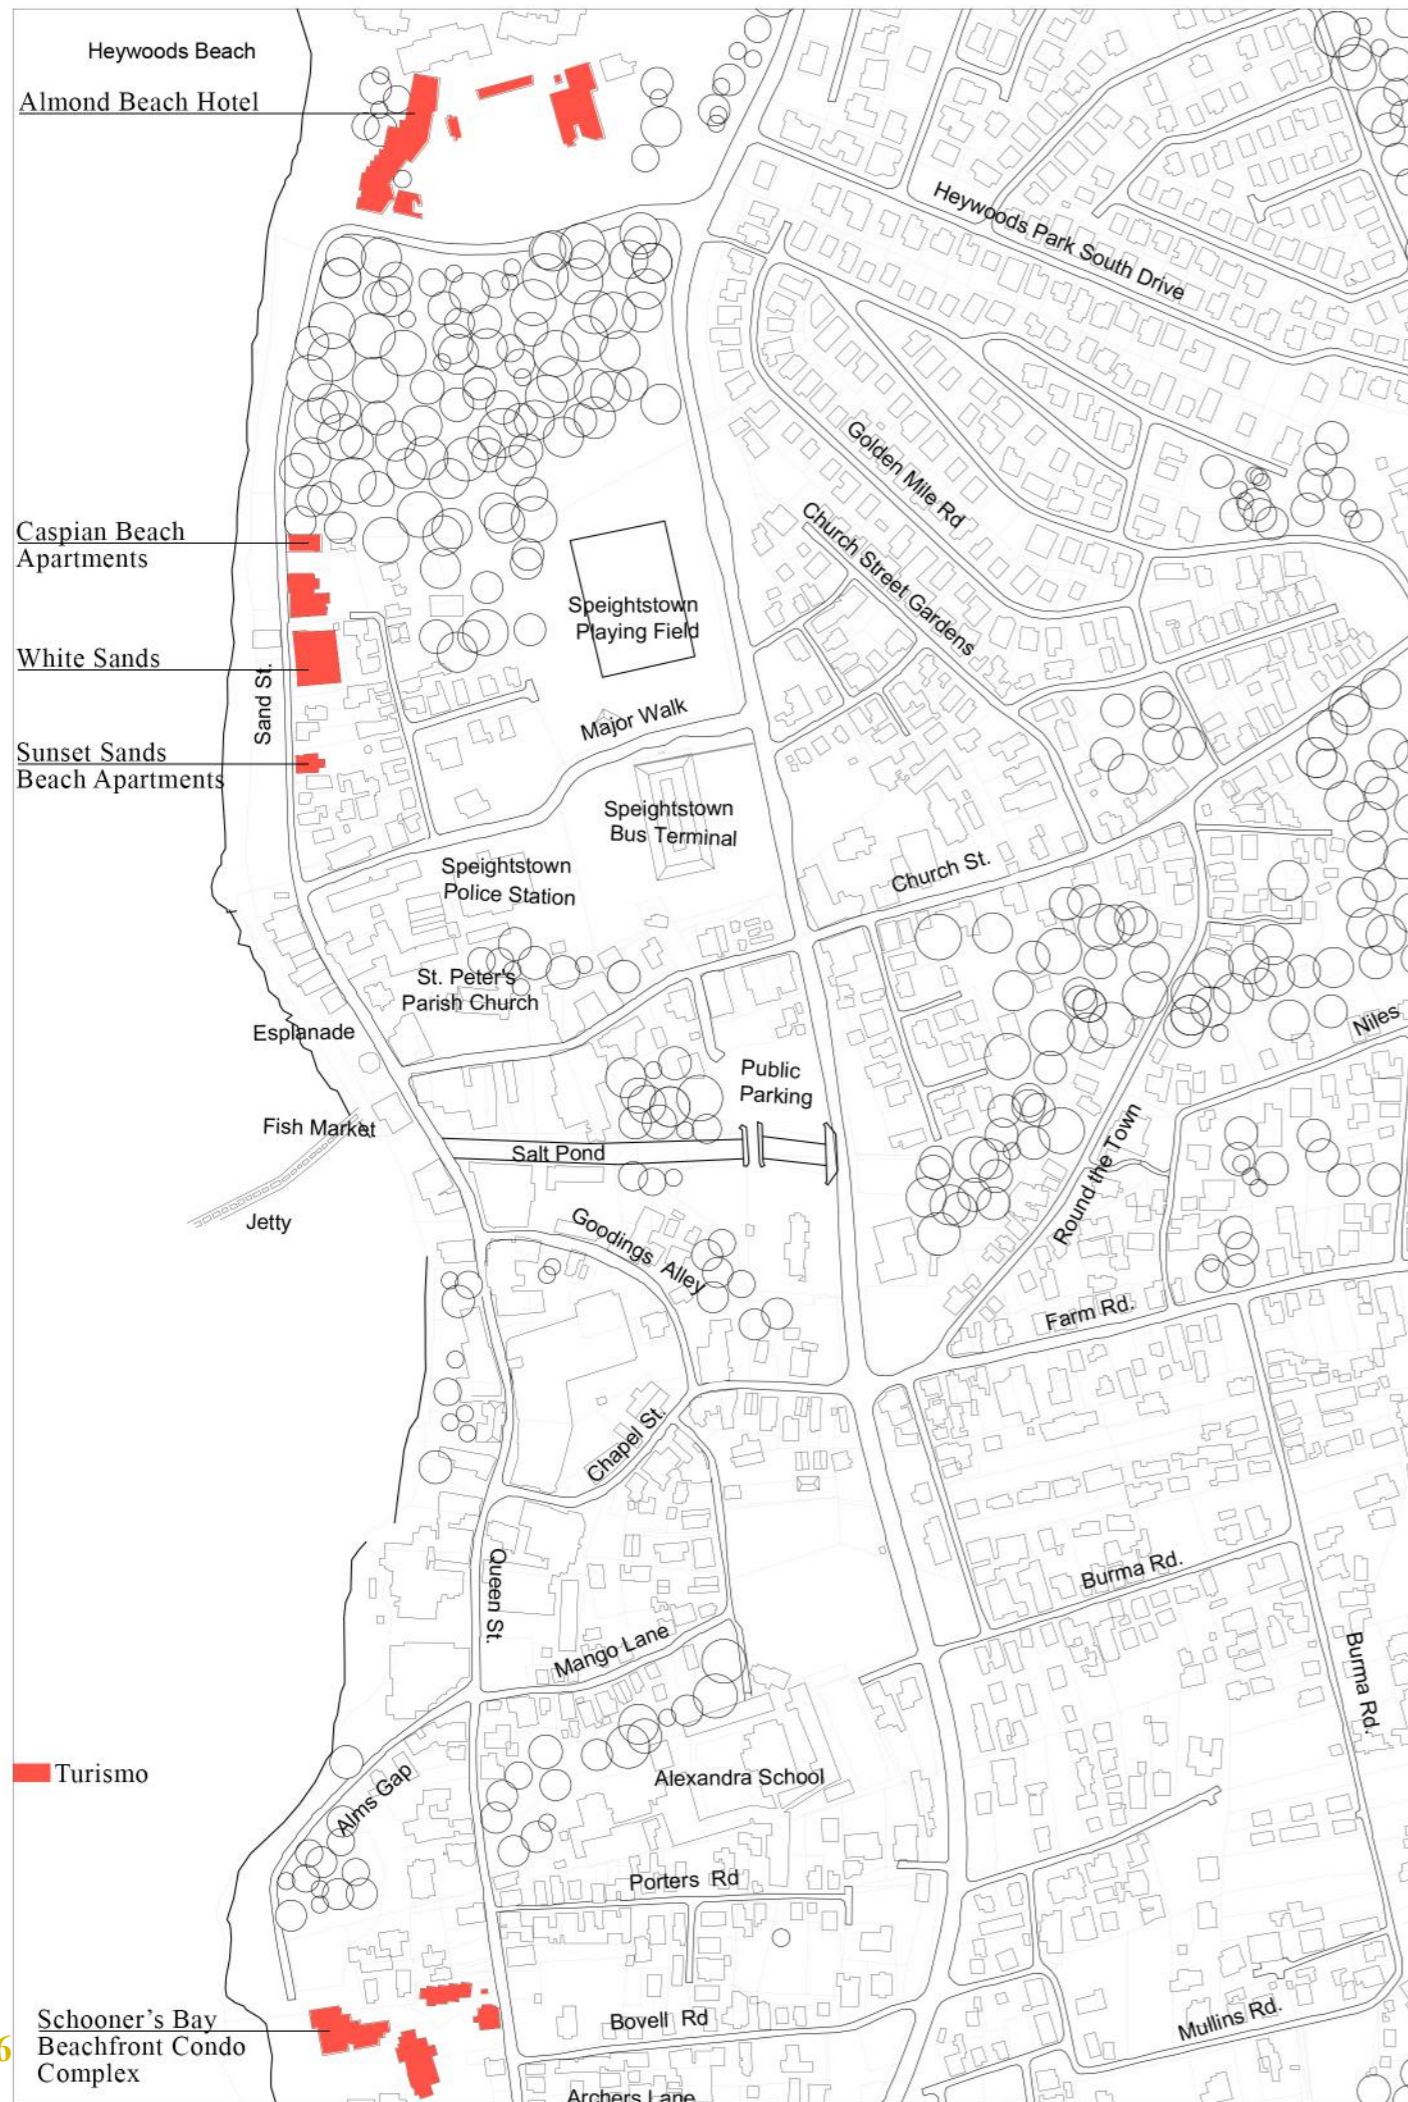 Heywoods Beach
Almond Beach Hotel
Heywoods Park South Drive
Golden Mile Rd
Church Street Gardens
Caspian Beach
Apartments
Speightstown
Playing Field
White Sands
Sand St.
Major Walk
Sunset Sands
Beach Apartments
Speightstown
Bus Terminal
Speightstown
Police Station
Church St.
St. Peter's
Parish Church
Esplanade
Niles
Public
Parking
Fish Market
Salt Pond
Round the Town
Jetty
Goodings Alley
Farm Rd.
Chapel St.
Queen St.
Burma Rd.
Mango Lane
Burma Rd.
Turismo
Alexandra School
Alms Gap
Porters Rd
Schooner's Bay
Beachfront Condo
Complex
6
Bovell Rd
Mullins Rd.
Archers Lane